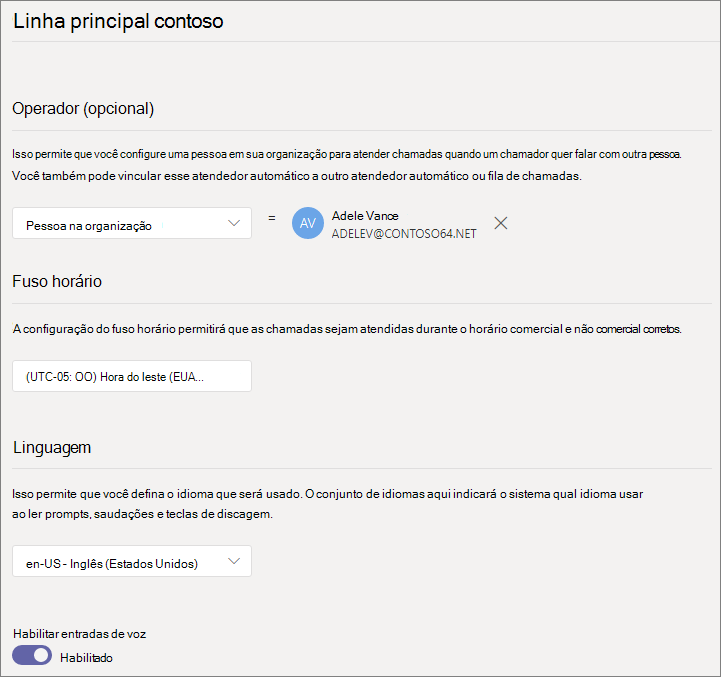 Linha principal contoso
Operador (opcional)
Isso permite que você configure uma pessoa em sua organização para atender chamadas quando um chamador quer falar com outra pessoa.
Você também pode vincular esse atendedor automático a outro atendedor automático ou fila de chamadas.
Pessoa na organização = AV Adele Vance
ADELEV@CONTOSO64.NET
Fuso horário
A configuração do fuso horário permitirá que as chamadas sejam atendidas durante o horário comercial e não comercial corretos.
(UTC-05: OO) Hora do leste (EUA...
Linguagem
Isso permite que você defina o idioma que será usado. O conjunto de idiomas aqui indicará o sistema qual idioma usar
ao ler prompts, saudações e teclas de discagem.
en-US - Inglês (Estados Unidos)
Habilitar entradas de voz
Habilitado